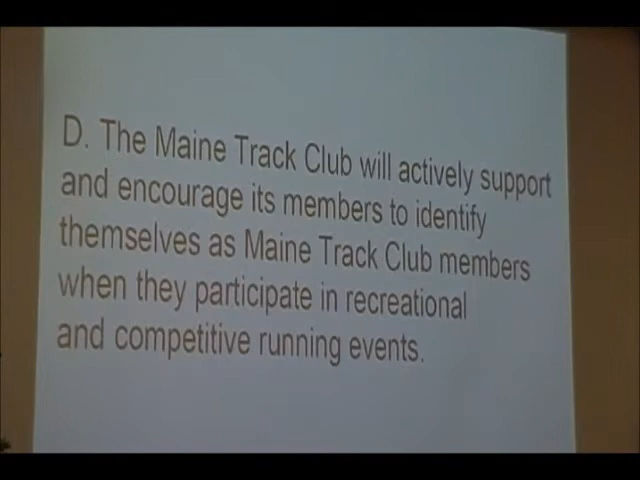 D. The Maine Track Club will actively support
and encourage its members to identify
themselves as Maine Track Club members
when they participate in recreational
and competitive running events.